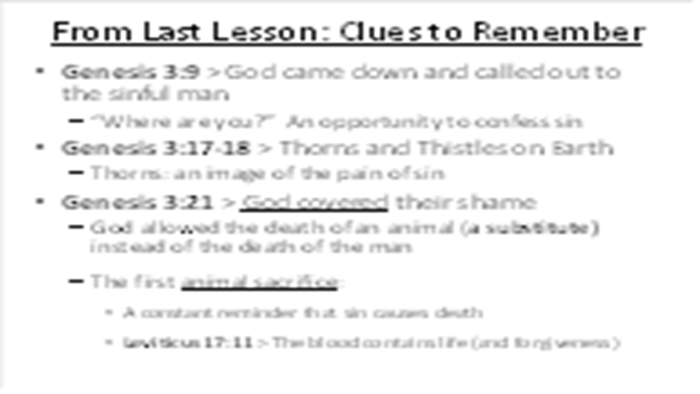 From Last Lesson: Clues to Remember
• Genesis 3:9 > God came down and called out to
the sinful man
– "Where are you?" An opportunity to confess sin
• Genesis 3:17-18 > Thorns and Thistles on Earth
– Thorns: an image of the pain of sin
• Genesis 3:21 > God covered their shame
– God allowed the death of an animal (a substitute)
instead of the death of the man
– The first animal sacrifice:
• A constant reminder that sin causes death
• Leviticus 17:11 > The blood contains life (and forgiveness)